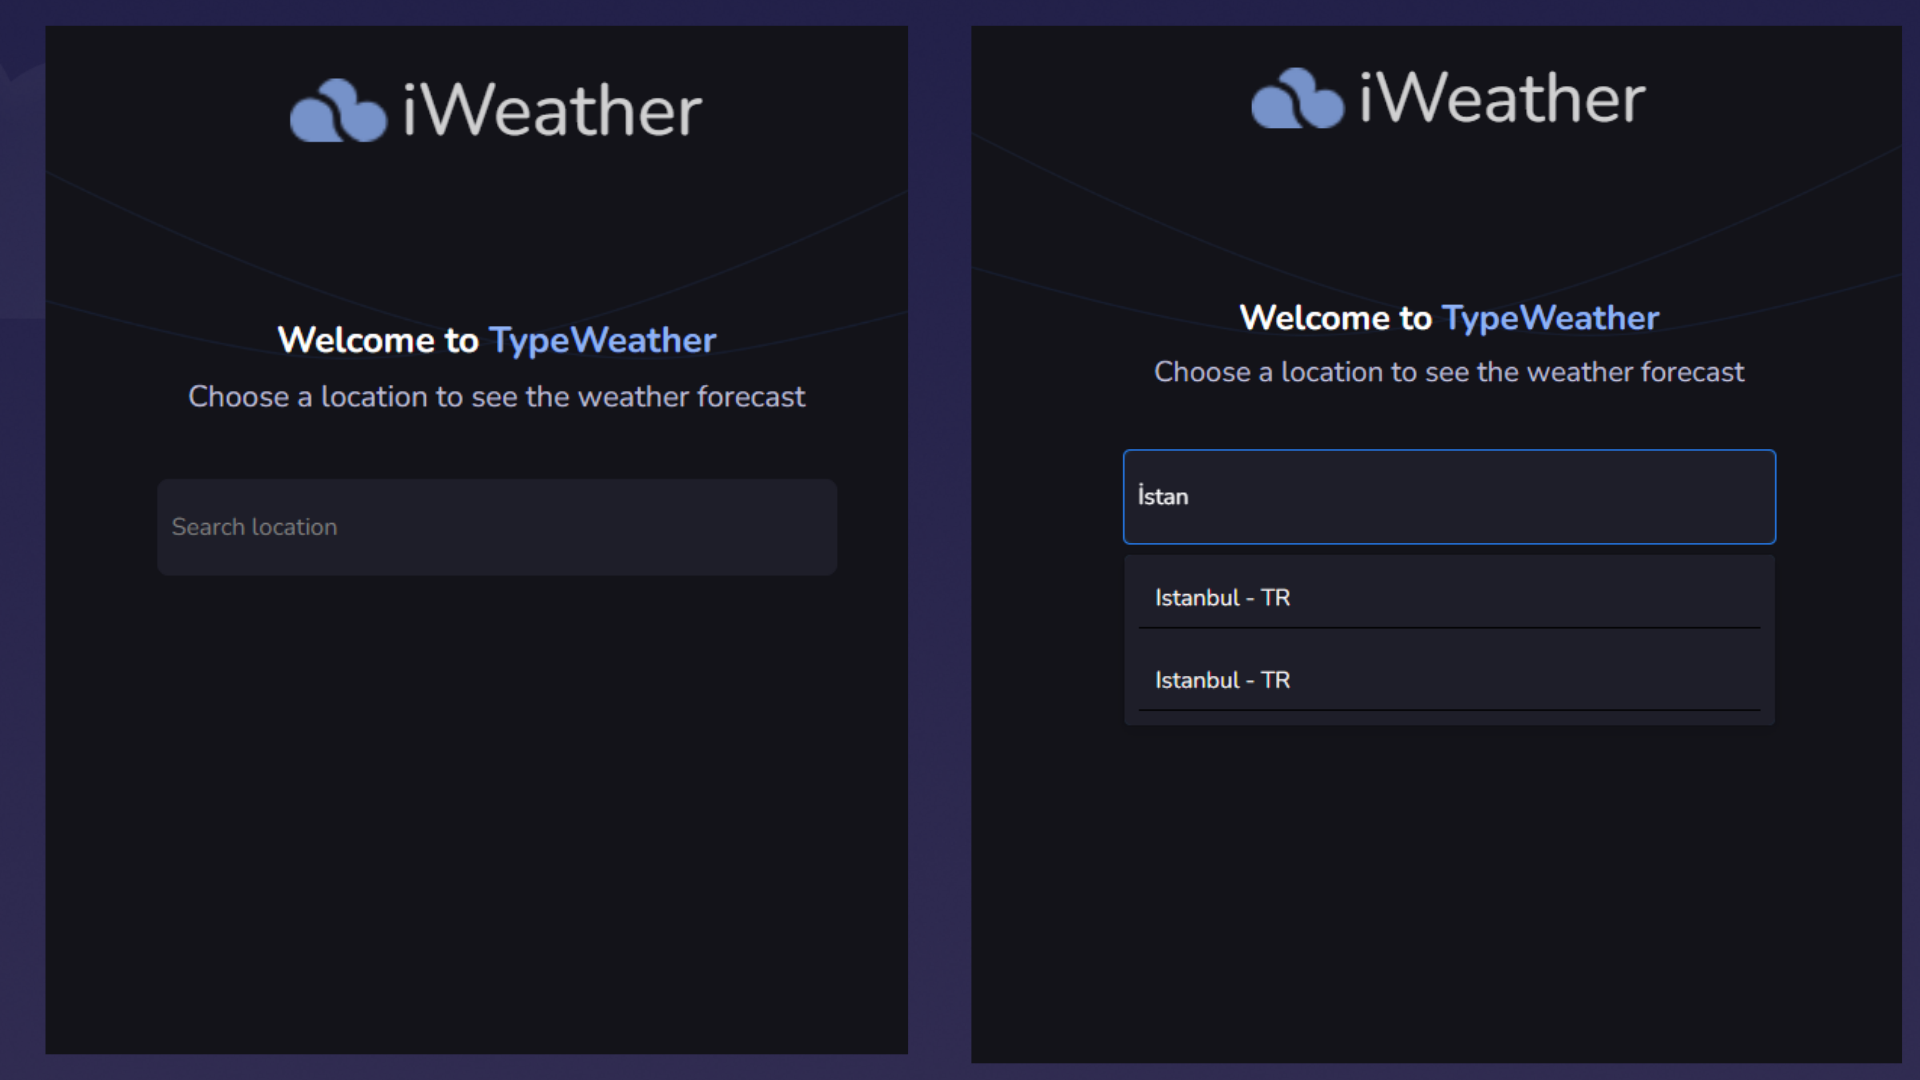 iWeather
Welcome to TypeWeather
Choose a location to see the weather forecast
Search location
iWeather
Welcome to TypeWeather
Choose a location to see the weather forecast
İstan
Istanbul - TR
Istanbul - TR